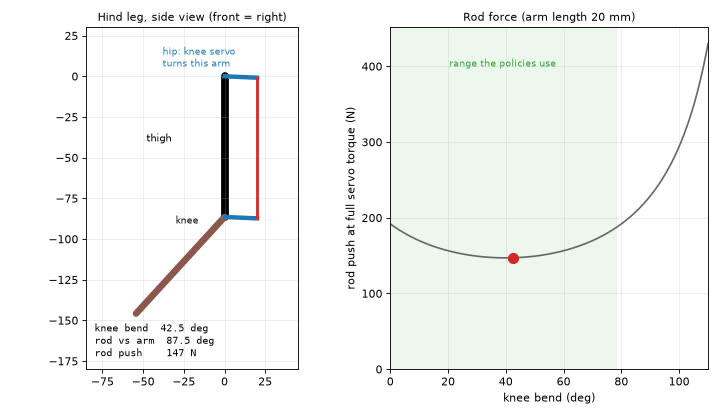 Hind leg, side view (front = right)
25
0
−25
−50
−75
−100
−125
−150
−175
−75
−50
−25
0
25
hip: knee servo
turns this arm
thigh
knee
knee bend  42.5 deg
rod vs arm  87.5 deg
rod push    147 N
Rod force (arm length 20 mm)
rod push at full servo torque (N)
400
300
200
100
0
0
20
40
60
80
100
range the policies use
knee bend (deg)